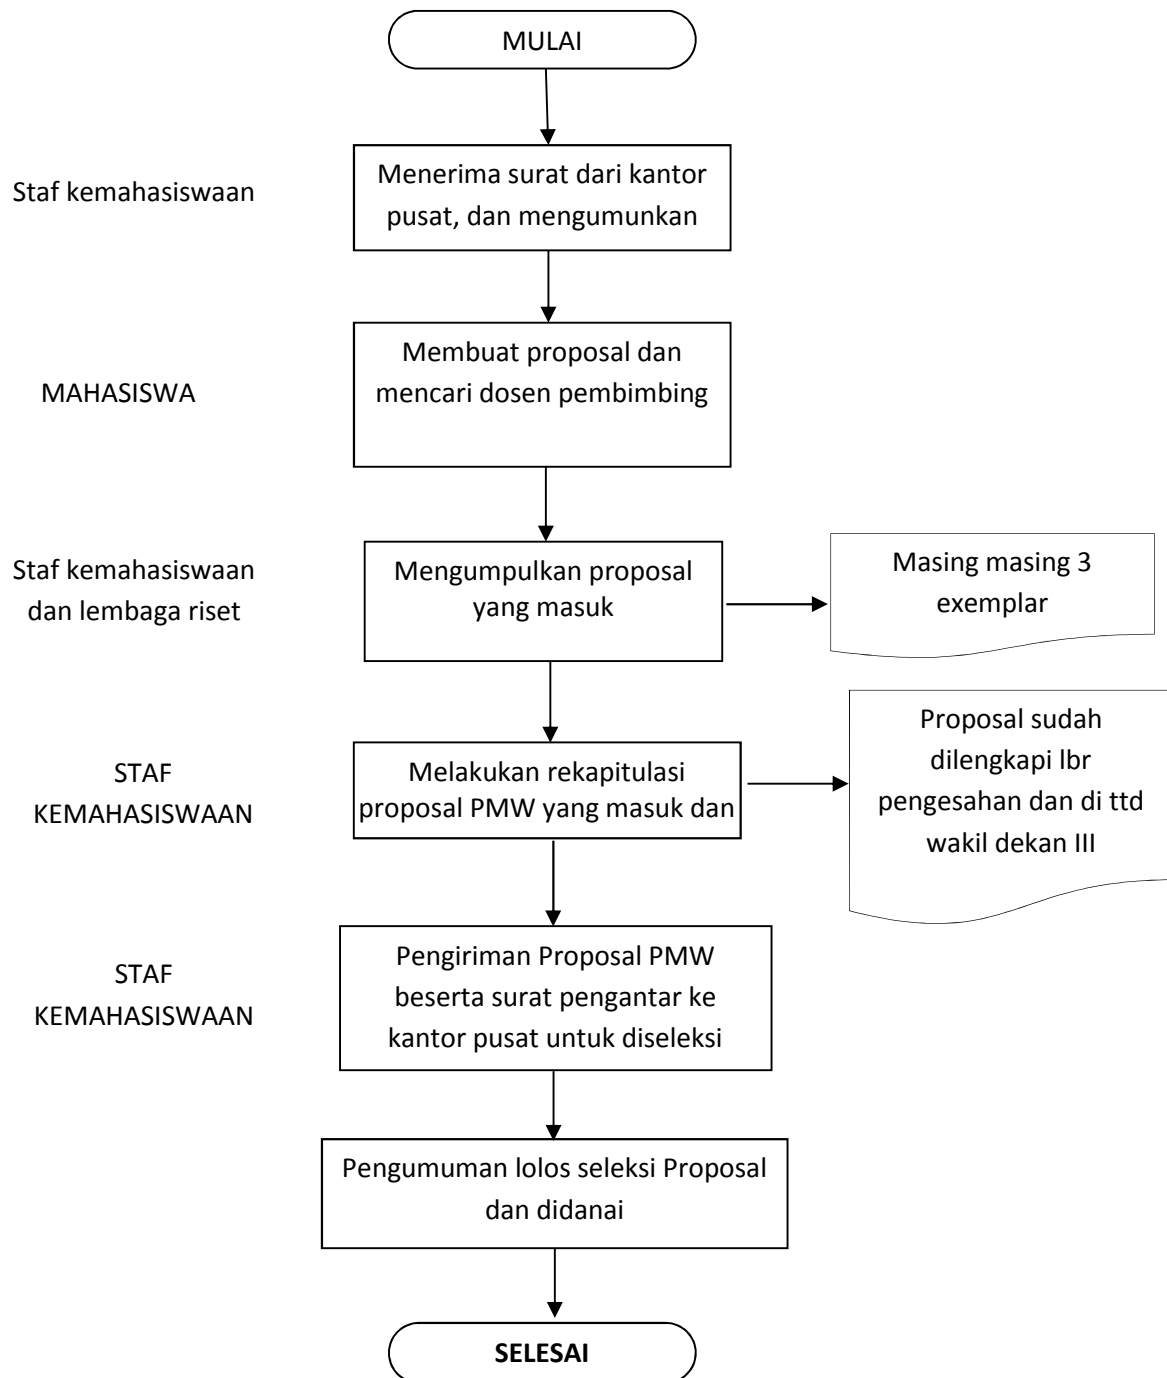 MULAI
Staf kemahasiswaan
Menerima surat dari kantor
pusat, dan mengumunkan
MAHASISWA
Membuat proposal dan
mencari dosen pembimbing
Staf kemahasiswaan
dan lembaga riset
Mengumpulkan proposal
yang masuk
Masing masing 3
exemplar
STAF
KEMAHASISWAAN
Melakukan rekapitulasi
proposal PMW yang masuk dan
Proposal sudah
dilengkapi lbr
pengesahan dan di ttd
wakil dekan III
STAF
KEMAHASISWAAN
Pengiriman Proposal PMW
beserta surat pengantar ke
kantor pusat untuk diseleksi
Pengumuman lolos seleksi Proposal
dan didanai
SELESAI